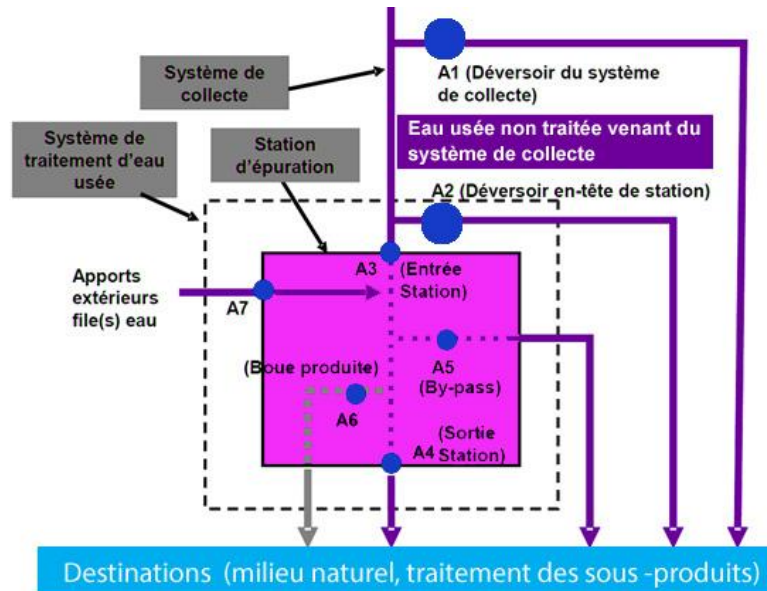 Système de
collecte
A1 (Déversoir du système
de collecte)
Système de
traitement d'eau
usée
Station
d'épuration
Eau usée non traitée venant du
système de collecte
A2 (Déversoir en-tête de station)
Apports
extérieurs
file(s) eau
A7
A3 (Entrée
Station)
(Boue produite)
A6
A5
(By-pass)
(Sortie
A4 Station)
Destinations (milieu naturel, traitement des sous -produits)